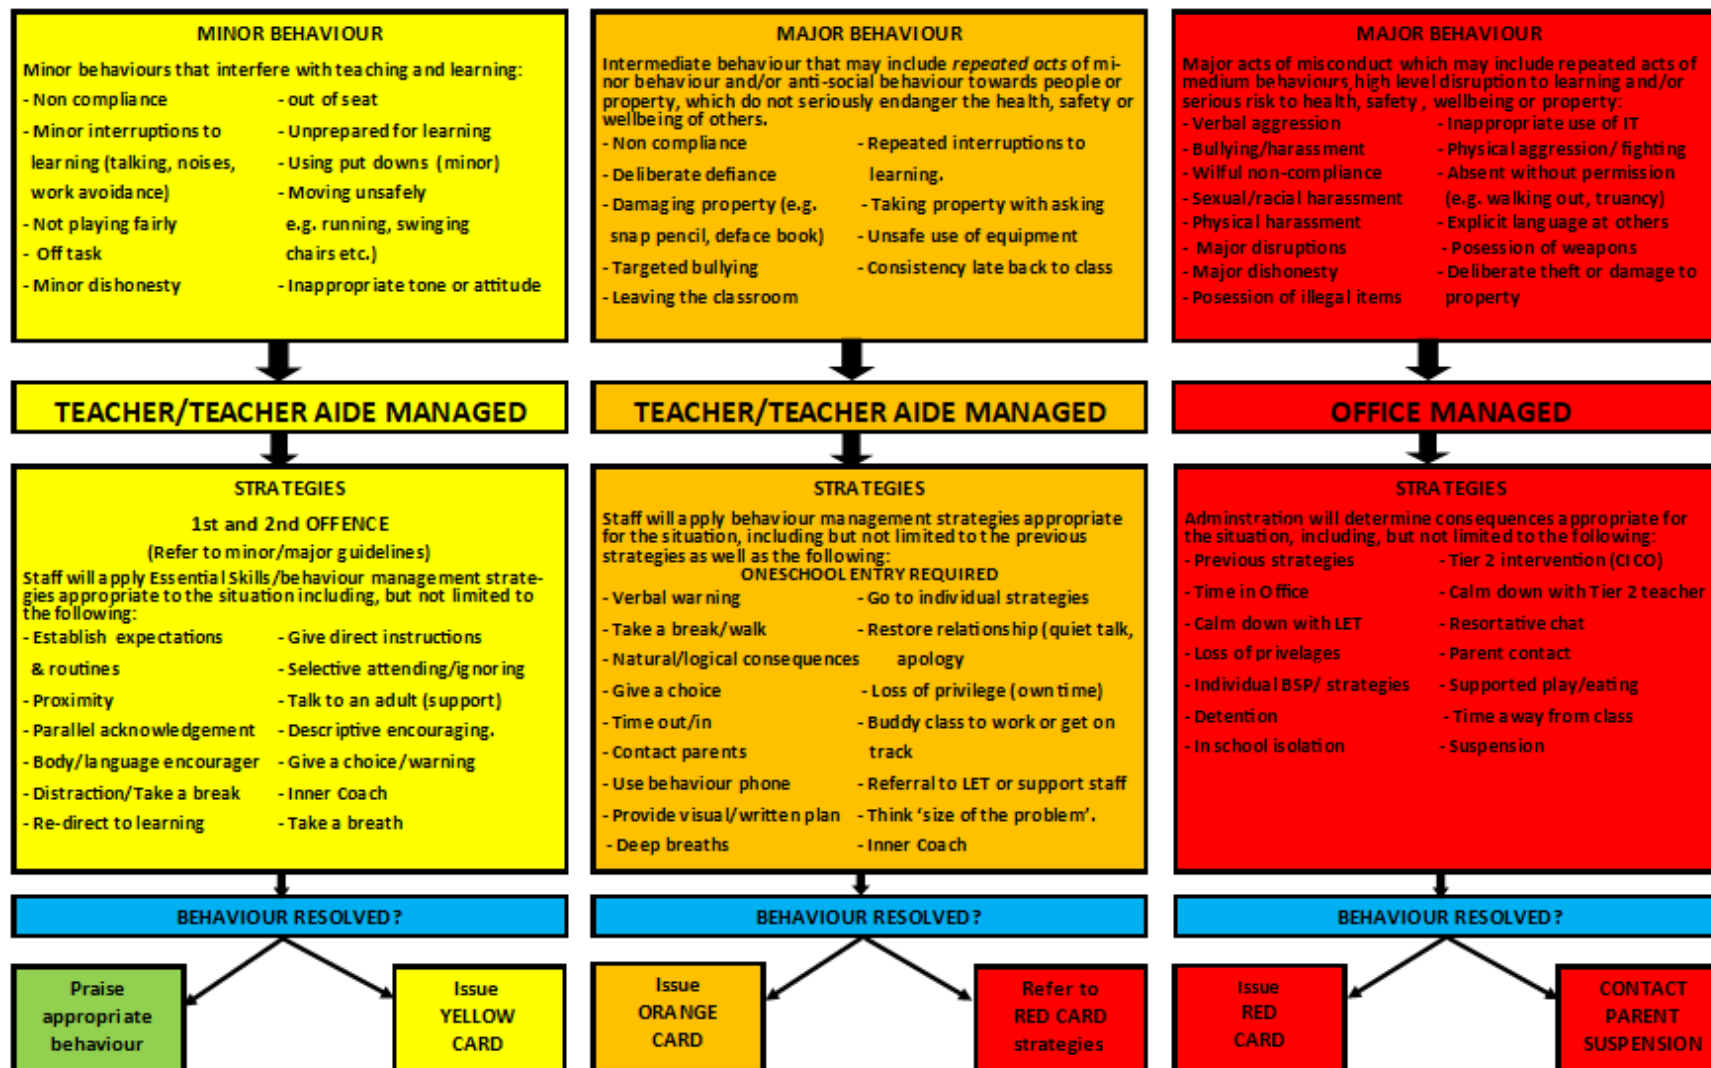 MINOR BEHAVIOUR
Minor behaviours that interfere with teaching and learning:
- Non compliance
- Minor interruptions to
learning (talking, noises,
work avoidance)
- Not playing fairly
- Off task
- Minor dishonesty
- out of seat
- Unprepared for learning
- Using put downs (minor)
- Moving unsafely
e.g. running, swinging
chairs etc.)
- Inappropriate tone or attitude
TEACHER/TEACHER AIDE MANAGED
STRATEGIES
1st and 2nd OFFENCE
(Refer to minor/major guidelines)
Staff will apply Essential Skills/behaviour management strate-
gies appropriate to the situation including, but not limited to
the following:
- Establish expectations
& routines
- Proximity
- Parallel acknowledgement
- Body/language encourager
- Distraction/Take a break
- Re-direct to learning
- Give direct instructions
- Selective attending/ignoring
- Talk to an adult (support)
- Descriptive encouraging.
- Give a choice/warning
- Inner Coach
- Take a breath
BEHAVIOUR RESOLVED?
Praise
appropriate
behaviour
Issue
YELLOW
CARD
MAJOR BEHAVIOUR
Intermediate behaviour that may include repeated acts of mi-
nor behaviour and/or anti-social behaviour towards people or
property, which do not seriously endanger the health, safety or
wellbeing of others.
- Non compliance
- Deliberate defiance
- Damaging property (e.g.
snap pencil, deface book)
- Targeted bullying
- Leaving the classroom
- Repeated interruptions to
learning.
- Taking property with asking
- Unsafe use of equipment
- Consistency late back to class
TEACHER/TEACHER AIDE MANAGED
STRATEGIES
Staff will apply behaviour management strategies appropriate
for the situation, including but not limited to the previous
strategies as well as the following:
ONESCHOOL ENTRY REQUIRED
- Verbal warning
- Take a break/walk
- Natural/logical consequences
- Give a choice
- Time out/in
- Contact parents
- Use behaviour phone
- Provide visual/written plan
- Deep breaths
- Go to individual strategies
- Restore relationship (quiet talk,
apology
- Loss of privilege (own time)
- Buddy class to work or get on
track
- Referral to LET or support staff
- Think ‘size of the problem’.
- Inner Coach
BEHAVIOUR RESOLVED?
Issue
ORANGE
CARD
Refer to
RED CARD
strategies
MAJOR BEHAVIOUR
Major acts of misconduct which may include repeated acts of
medium behaviours,high level disruption to learning and/or
serious risk to health, safety , wellbeing or property:
- Verbal aggression
- Bullying/harassment
- Wilful non-compliance
- Sexual/racial harassment
- Physical harassment
- Major disruptions
- Major dishonesty
- Posession of illegal items
- Inappropriate use of IT
- Physical aggression/ fighting
- Absent without permission
(e.g. walking out, truancy)
- Explicit language at others
- Posession of weapons
- Deliberate theft or damage to
property
OFFICE MANAGED
STRATEGIES
Adminstration will determine consequences appropriate for
the situation, including, but not limited to the following:
- Previous strategies
- Time in Office
- Calm down with LET
- Loss of privelages
- Individual BSP/ strategies
- Detention
- In school isolation
- Tier 2 intervention (CICO)
- Calm down with Tier 2 teacher
- Resortative chat
- Parent contact
- Supported play/eating
- Time away from class
- Suspension
BEHAVIOUR RESOLVED?
Issue
RED
CARD
CONTACT
PARENT
SUSPENSION